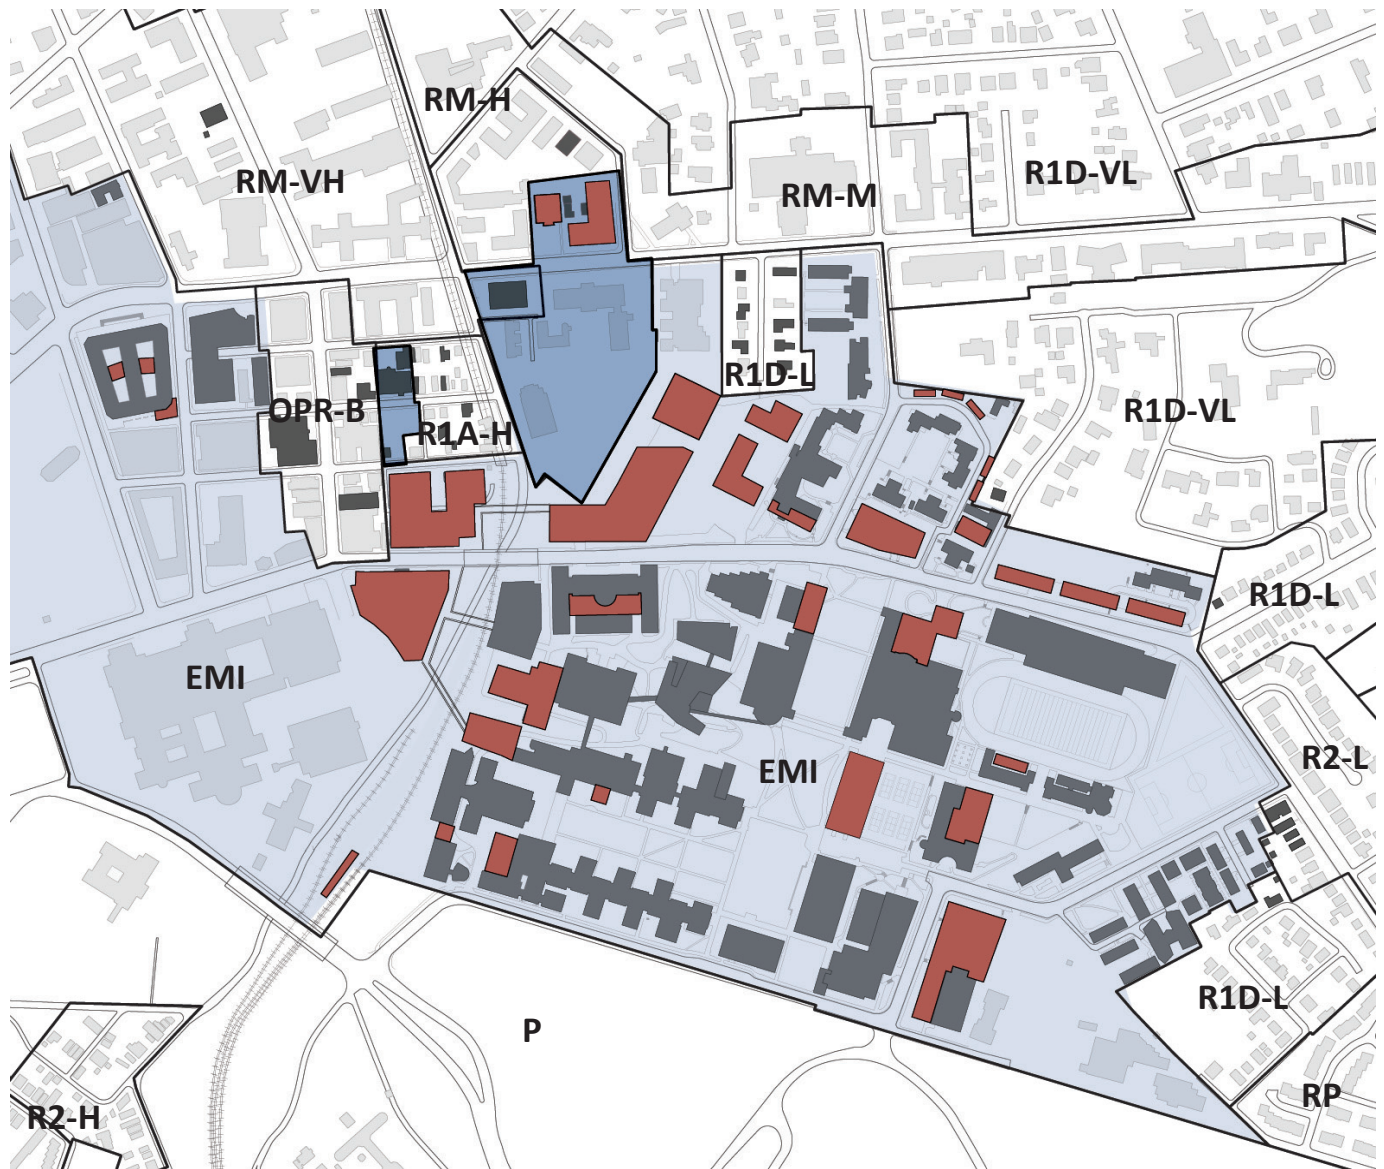 RM-H
RM-VH
RM-M
R1D-VL
R1D-L
OPR-B
R1A-H
R1D-VL
R1D-L
EMI
EMI
R2-L
R1D-L
P
R2-H
RP